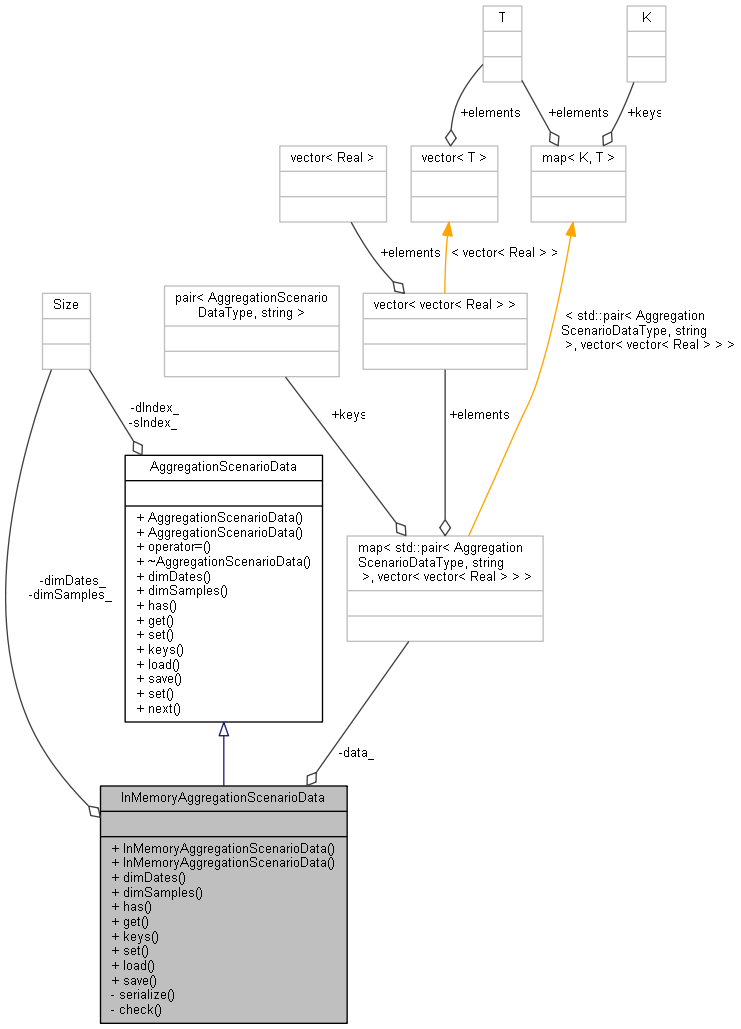 T
K
+elements
+elements
+keys
vector< Real >
vector< T >
map< K, T >
+elements
< vector< Real > >
Size
pair< AggregationScenario
DataType, string >
vector< vector< Real > >
< std::pair< Aggregation
ScenarioDataType, string
>, vector< vector< Real > > >
-dIndex_
-sIndex_
+keys
+elements
AggregationScenarioData
+ AggregationScenarioData()
+ AggregationScenarioData()
+ operator=()
+ ~AggregationScenarioData()
+ dimDates()
+ dimSamples()
+ has()
+ get()
+ set()
+ keys()
+ load()
+ save()
+ set()
+ next()
map< std::pair< Aggregation
ScenarioDataType, string
>, vector< vector< Real > > >
-dimDates_
-dimSamples_
-data_
InMemoryAggregationScenarioData
+ InMemoryAggregationScenarioData()
+ InMemoryAggregationScenarioData()
+ dimDates()
+ dimSamples()
+ has()
+ get()
+ keys()
+ set()
+ load()
+ save()
- serialize()
- check()